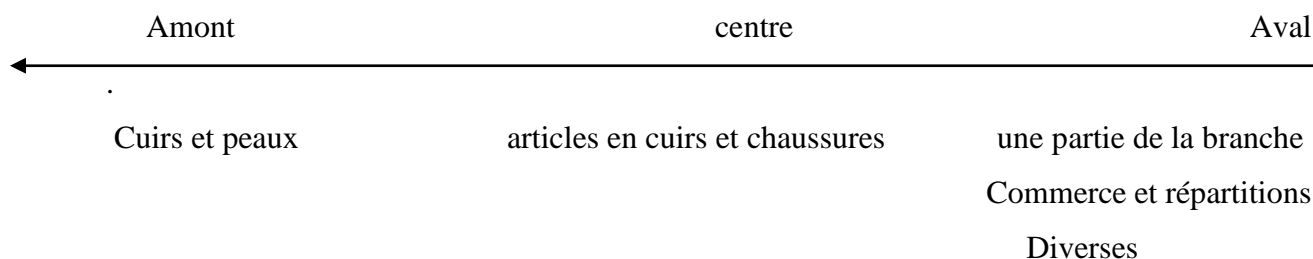 Amont centre Aval
.
Cuirs et peaux articles en cuirs et chaussures une partie de la branche
Commerce et répartitions
Diverses